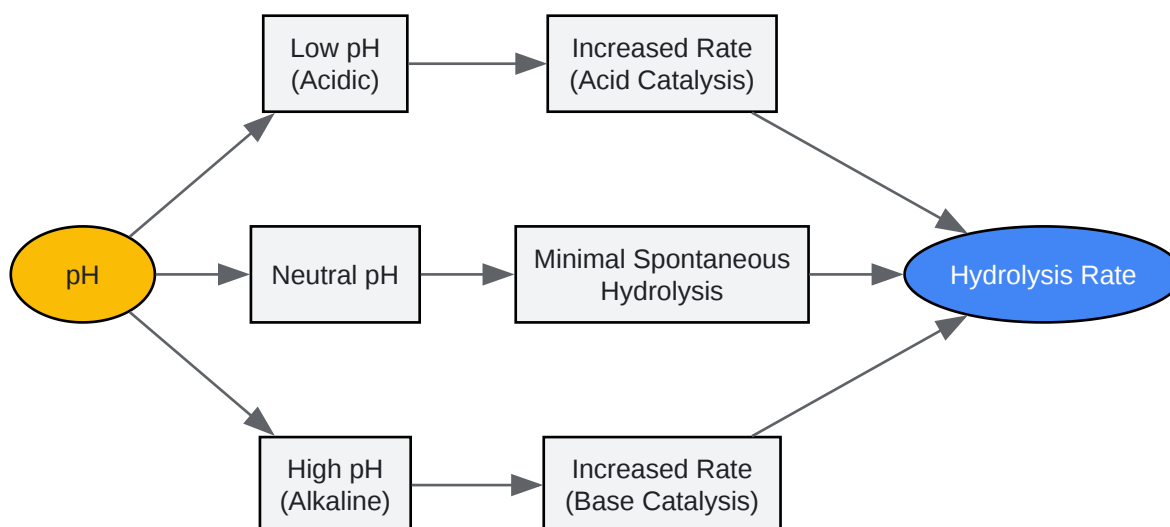 pH
Low pH
(Acidic)
Increased Rate
(Acid Catalysis)
Neutral pH
Minimal Spontaneous
Hydrolysis
High pH
(Alkaline)
Increased Rate
(Base Catalysis)
Hydrolysis Rate